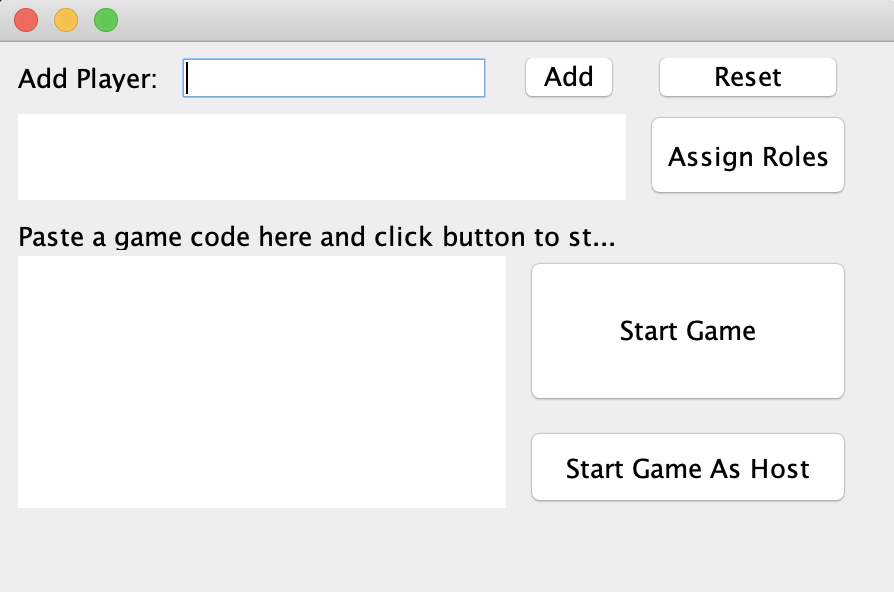 Add Player:
Add
Reset
Assign Roles
Paste a game code here and click button to st...
Start Game
Start Game As Host